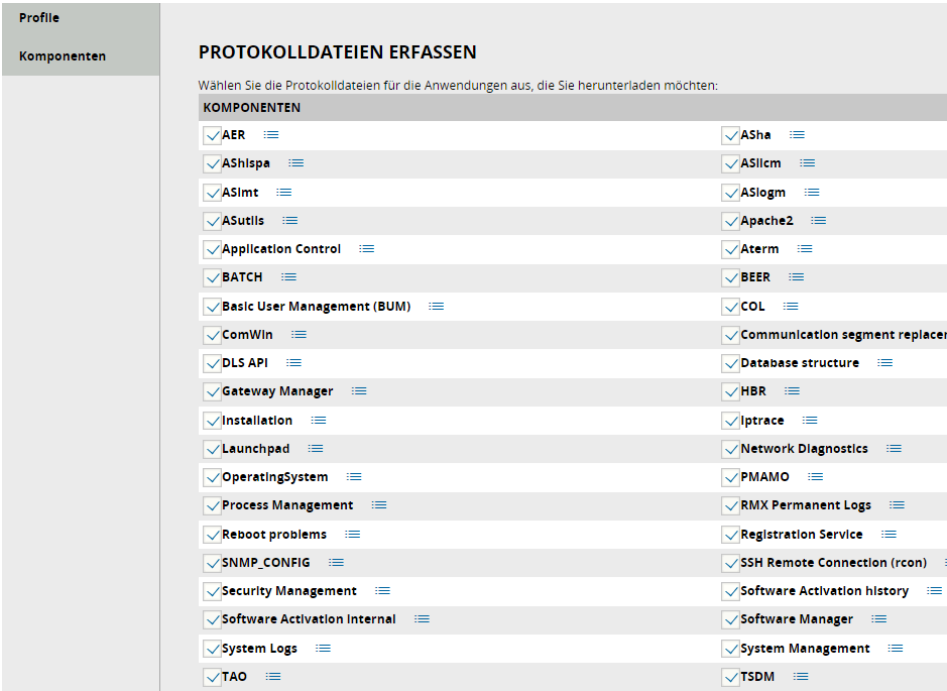 Profile
Komponenten
PROTOKOLLDATEIEN ERFASSEN
Wählen Sie die Protokolldateien für die Anwendungen aus, die Sie herunterladen möchten:
KOMPONENTEN
AER ASha
AShispa ASlicm
ASlmt ASlogm
ASutils Apache2
Application Control Aterm
BATCH BEER
Basic User Management (BUM) COL
ComWin Communication segment
DLS API Database structure
Gateway Manager HBR
Installation Iptrace
Launchpad Network Diagnostics
OperatingSystem PMAMO
Process Management RMX Permanent Logs
Reboot problems Registration Service
SNMP_CONFIG SSH Remote Connection (rcon)
Security Management Software Activation history
Software Activation Internal Software Manager
System Logs System Management
TAO TSDM